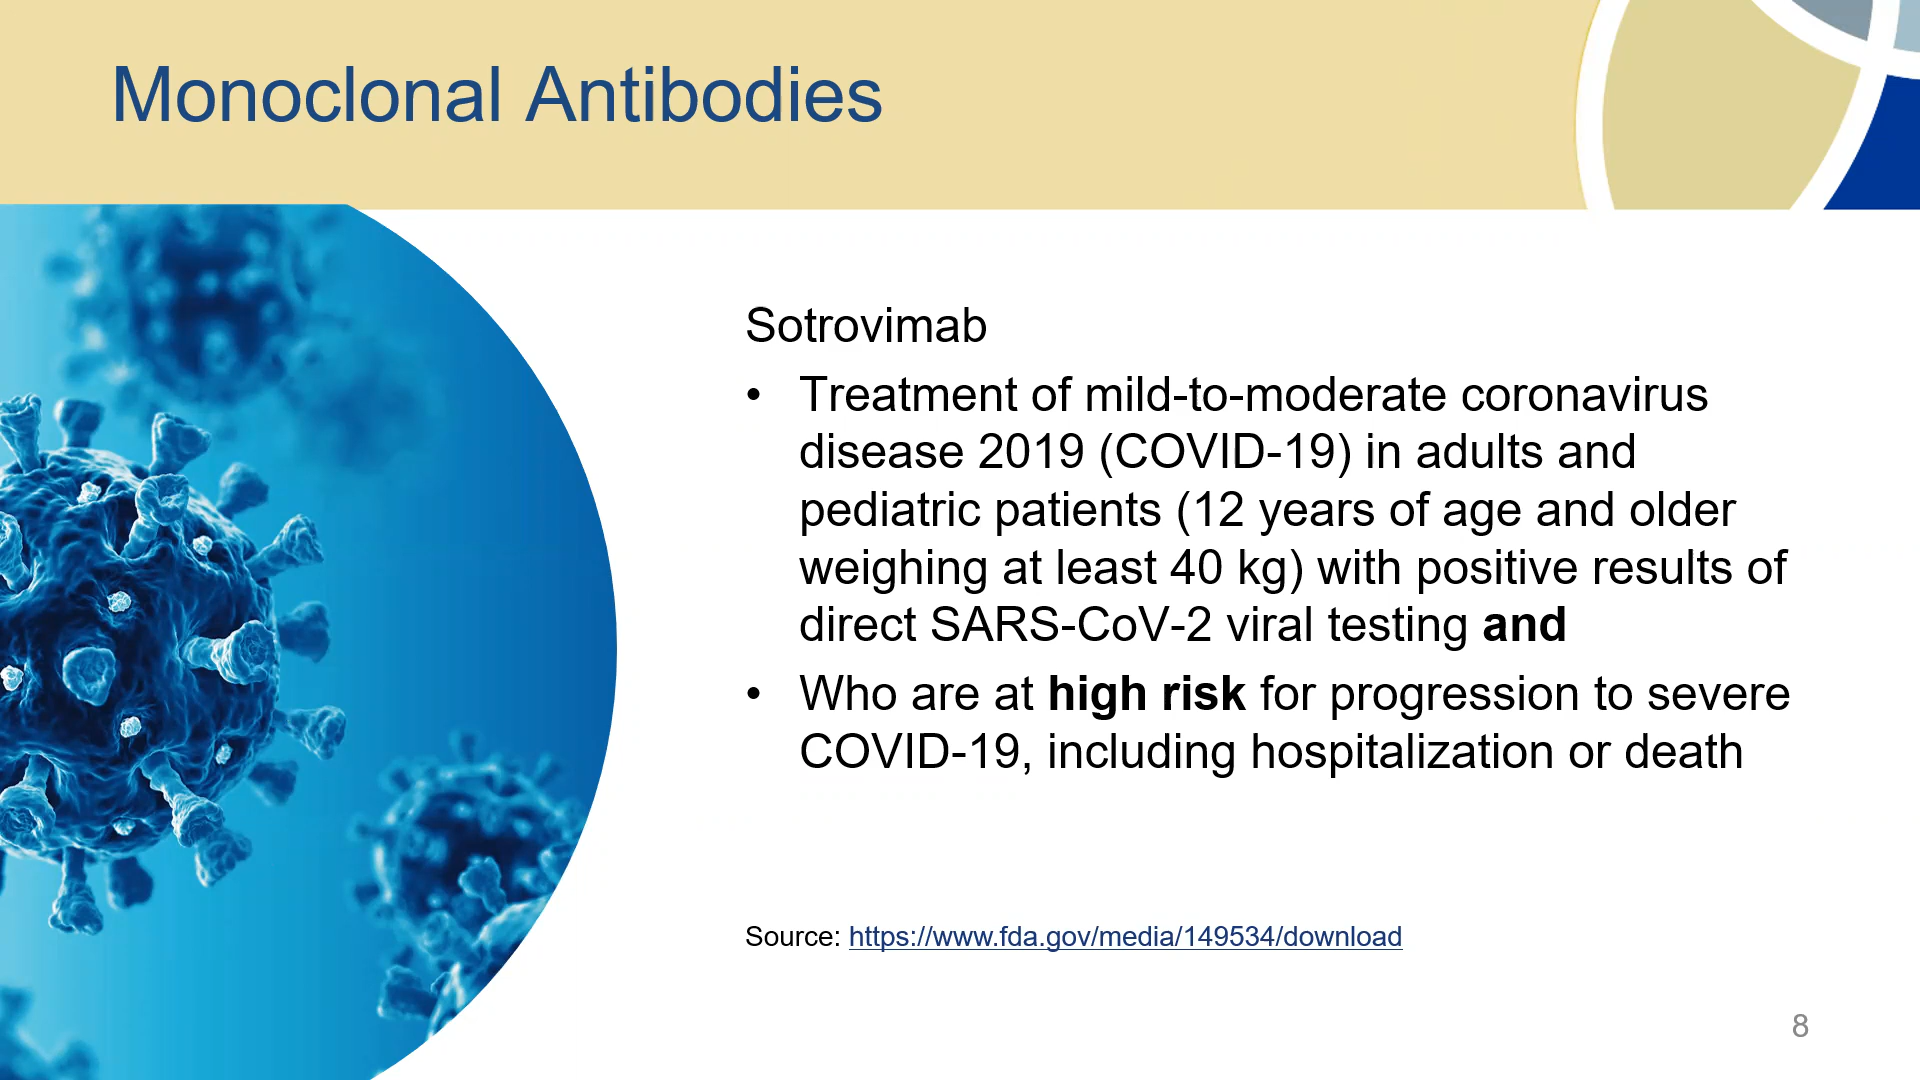 Monoclonal Antibodies
Sotrovimab
• Treatment of mild-to-moderate coronavirus
disease 2019 (COVID-19) in adults and
pediatric patients (12 years of age and older
weighing at least 40 kg) with positive results of
direct SARS-CoV-2 viral testing and
• Who are at high risk for progression to severe
COVID-19, including hospitalization or death
Source: https://www.fda.gov/media/149534/download
8